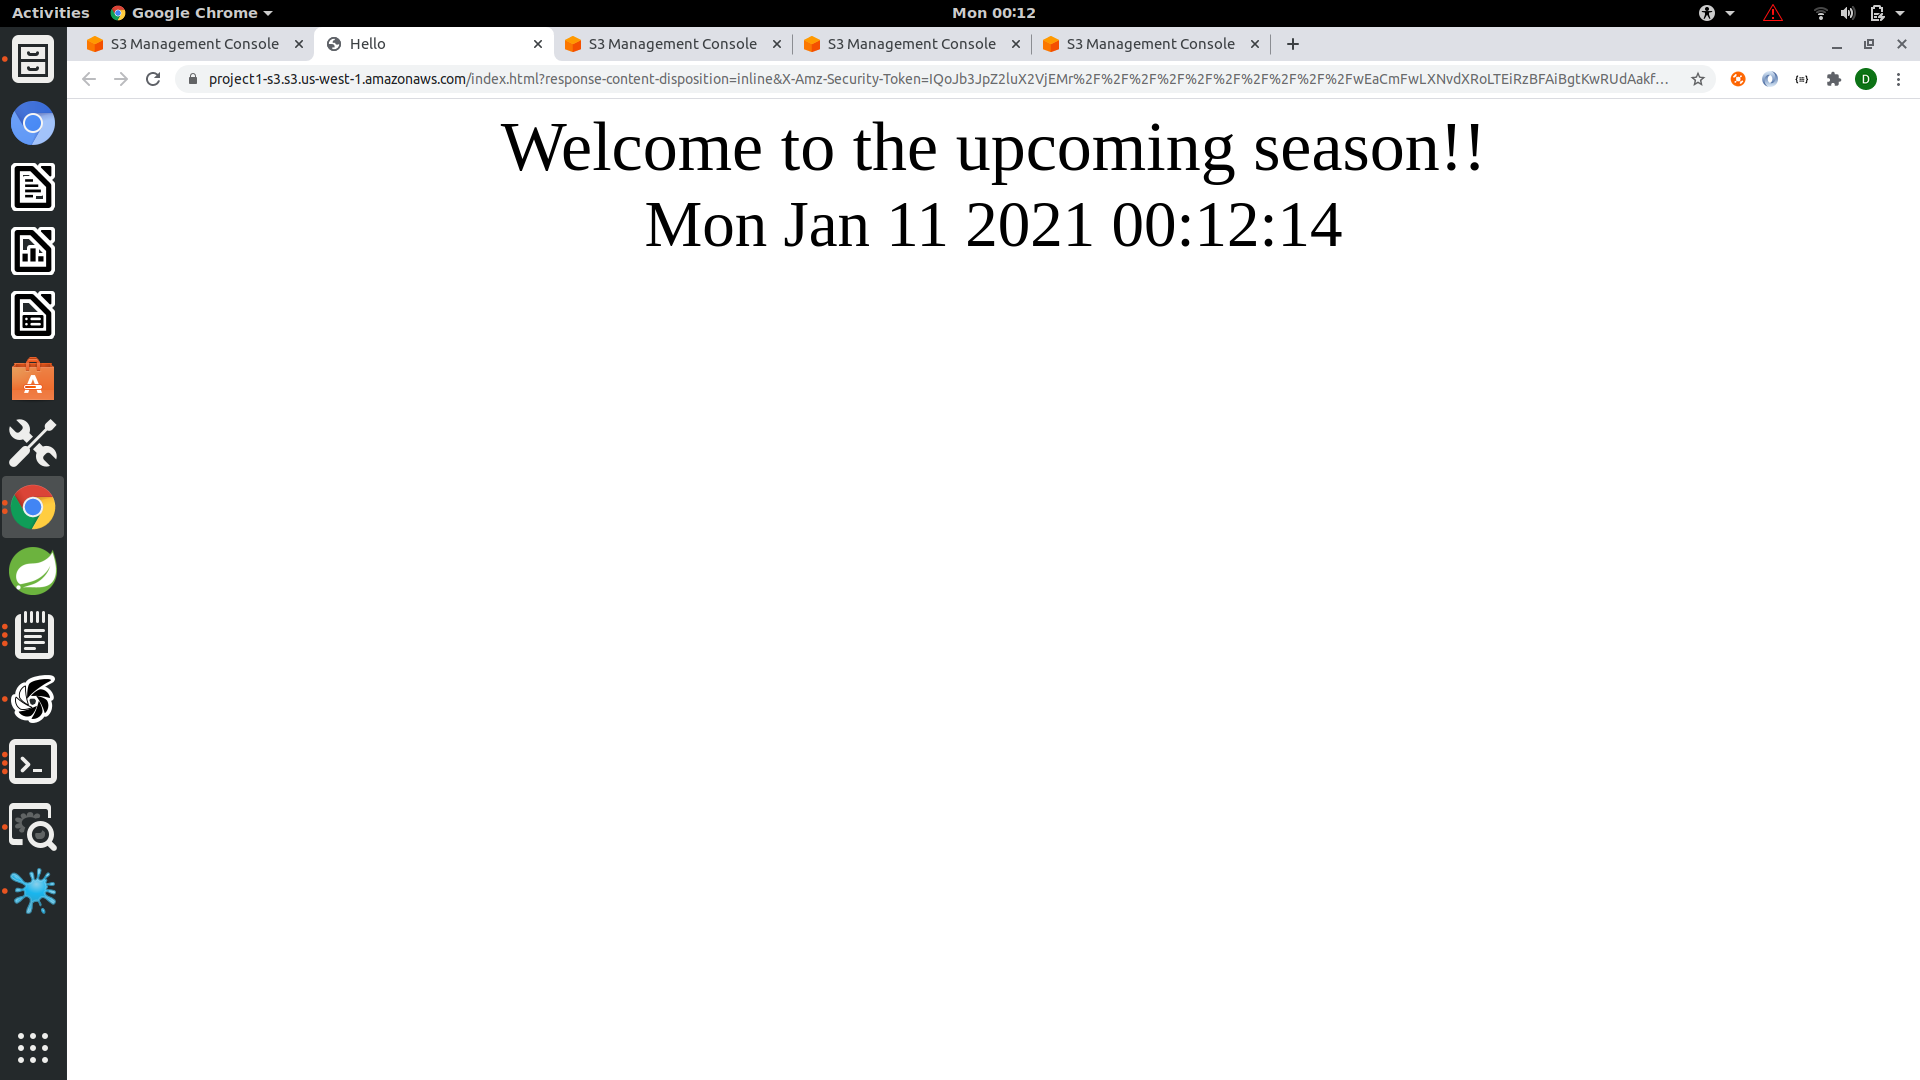 Activities Google Chrome Mon 00:12
S3 Management Console Hello S3 Management Console S3 Management Console S3 Management Console
project1-s3.s3.us-west-1.amazonaws.com/index.html?response-content-disposition=inline&X-Amz-Security-Token=IQoJb3JpZ2luX2VjEMr%2F%2F%2F%2F%2F%2F%2F%2F%2F%2FwEaCmFwLXNvdXRoLTEiRzBFAiBgtKwRUdAakf... D
Welcome to the upcoming season!!
Mon Jan 11 2021 00:12:14